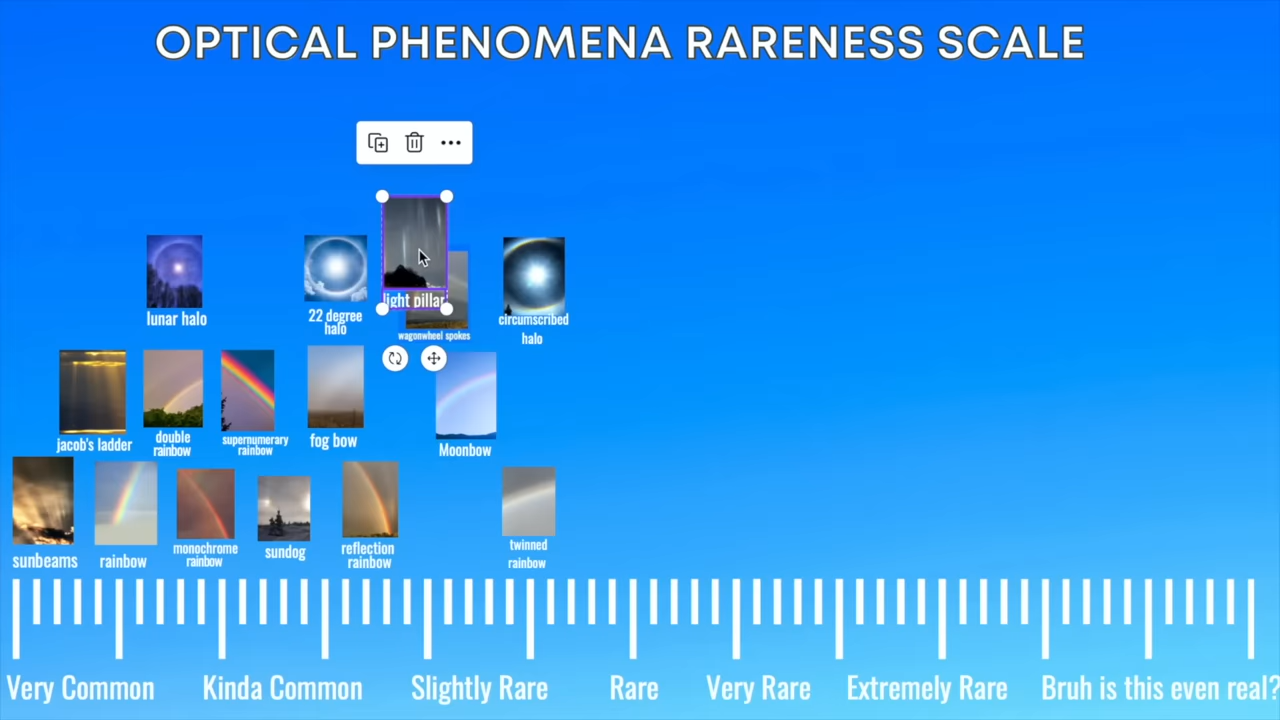 OPTICAL PHENOMENA RARENESS SCALE
light pillar
lunar halo
22 degree
halo
wagonwheel spokes
circumscribed
halo
jacob's ladder
double
rainbow
supernumerary
rainbow
fog bow
Moonbow
sunbeams
rainbow
monochrome
rainbow
sundog
reflection
rainbow
twinned
rainbow
Very Common
Kinda Common
Slightly Rare
Rare
Very Rare
Extremely Rare
Bruh is this even real?